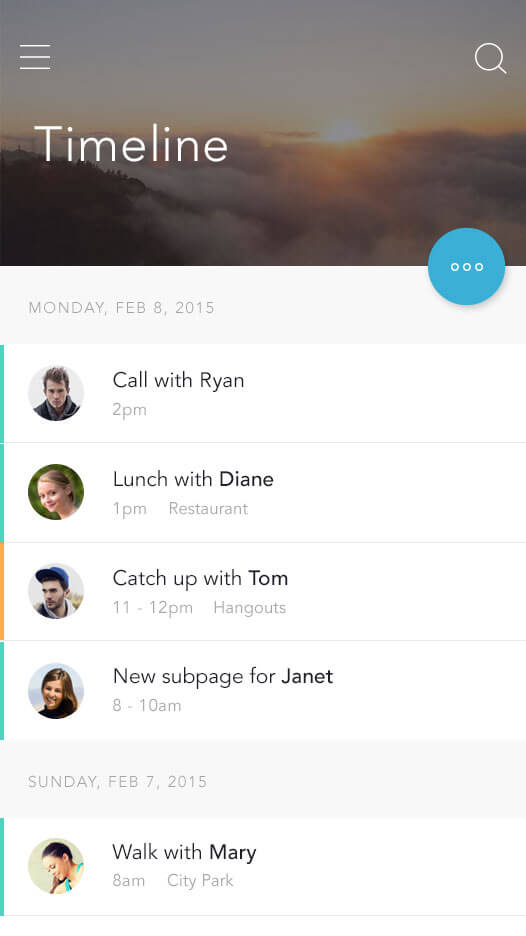 Timeline
MONDAY, FEB 8, 2015
Call with Ryan
2pm
Lunch with Diane
1pm Restaurant
Catch up with Tom
11 - 12pm Hangouts
New subpage for Janet
8 - 10am
SUNDAY, FEB 7, 2015
Walk with Mary
8am City Park